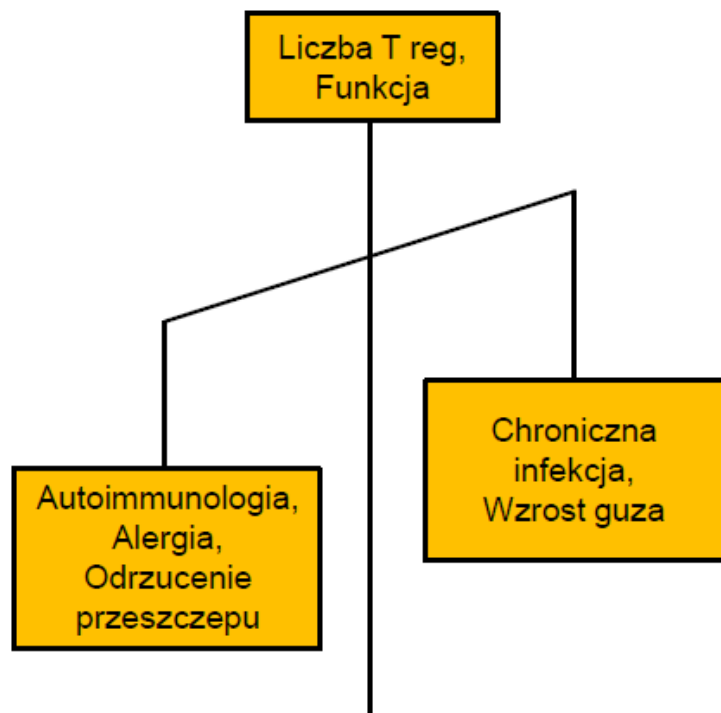 Liczba T reg,
Funkcja
Chroniczna
infekcja,
Wzrost guza
Autoimmunologia,
Alergia,
Odrzucenie
przeszczepu